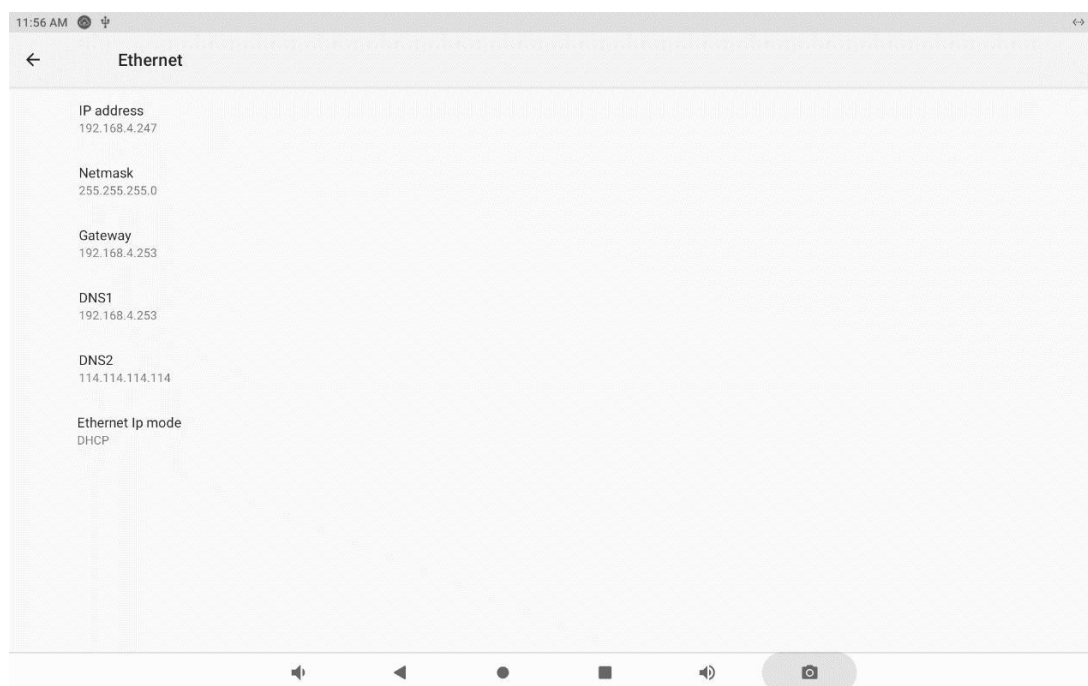 11:56 AM
Ethernet
IP address
192.168.4.247
Netmask
255.255.255.0
Gateway
192.168.4.253
DNS1
192.168.4.253
DNS2
114.114.114.114
Ethernet Ip mode
DHCP